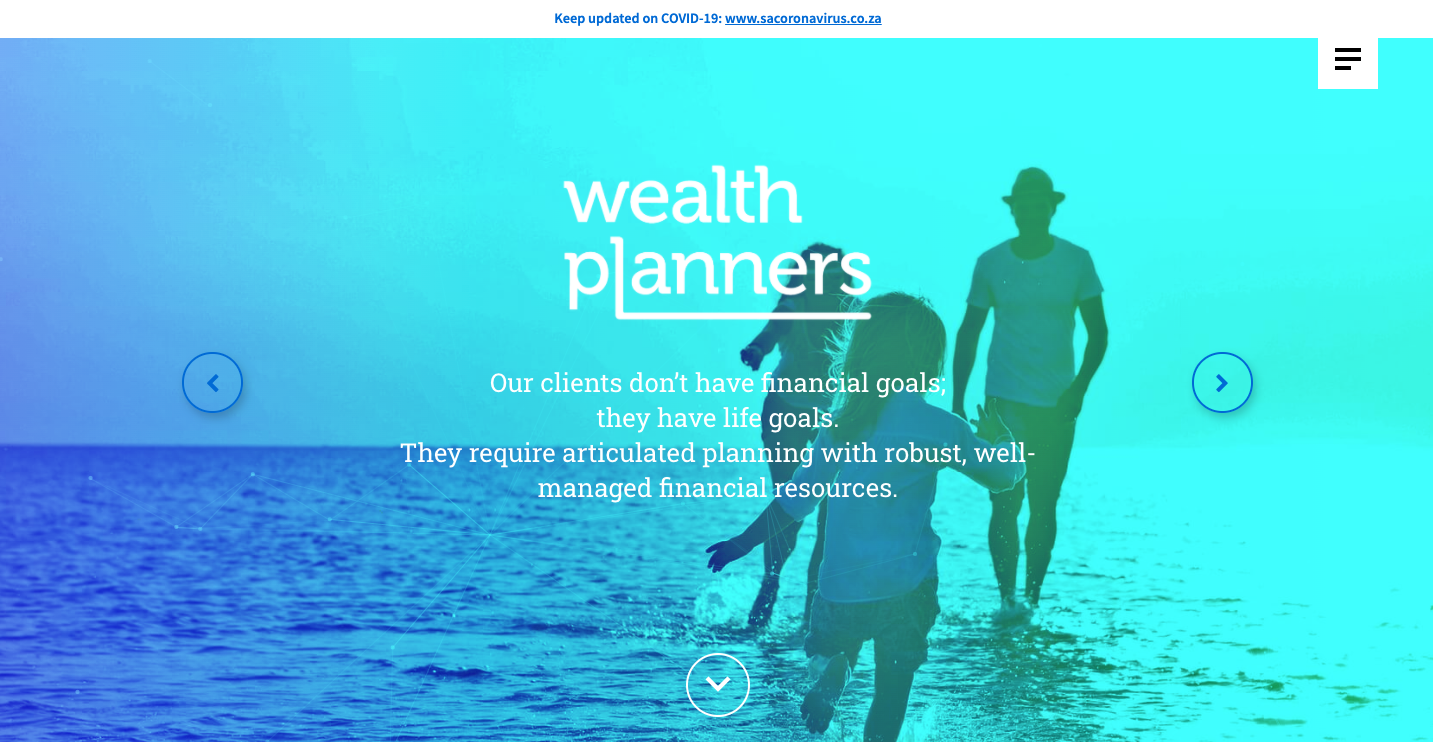 Keep updated on COVID-19: www.sacoronavirus.co.za
wealth
planners
Our clients don’t have financial goals;
they have life goals.
They require articulated planning with robust, well-
managed financial resources.